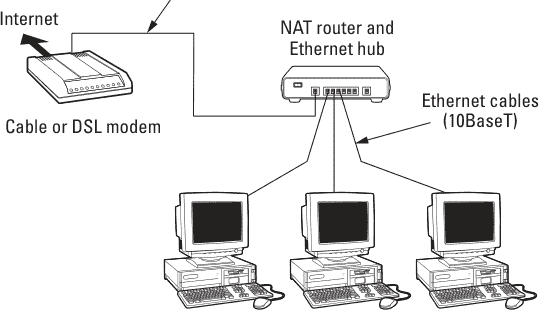 Internet
NAT router and
Ethernet hub
Ethernet cables
(10BaseT)
Cable or DSL modem